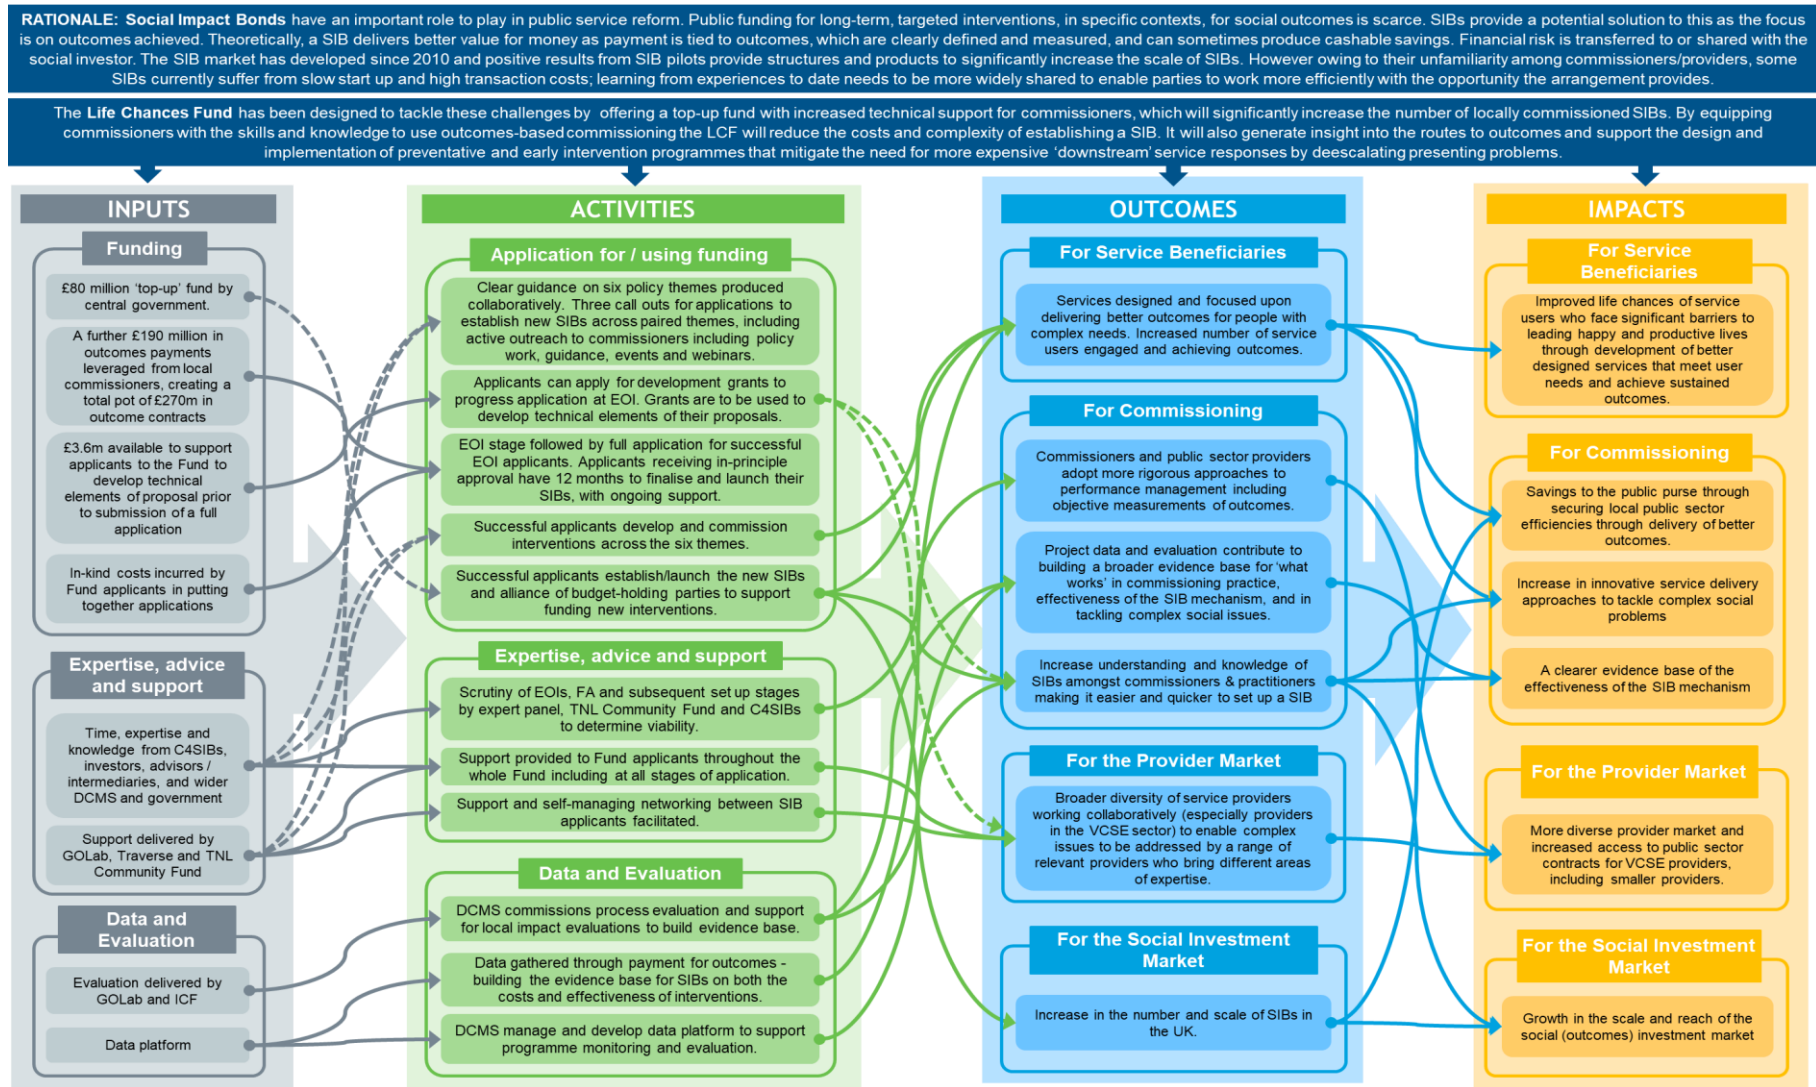 RATIONALE: Social Impact Bonds have an important role to play in public service reform. Public funding for long-term, targeted interventions, in specific contexts, for social outcomes is scarce. SIBs provide a potential solution to this as the focus
is on outcomes achieved. Theoretically, a SIB delivers better value for money as payment is tied to outcomes, which are clearly defined and measured, and can sometimes produce cashable savings. Financial risk is transferred to or shared with the
social investor. The SIB market has developed since 2010 and positive results from SIB pilots provide structures and products to significantly increase the scale of SIBs. However owing to their unfamiliarity among commissioners/providers, some
SIBs currently suffer from slow start up and high transaction costs; learning from experiences to date needs to be more widely shared to enable parties to work more efficiently with the opportunity the arrangement provides.
The Life Chances Fund has been designed to tackle these challenges by offering a top-up fund with increased technical support for commissioners, which will significantly increase the number of locally commissioned SIBs. By equipping
commissioners with the skills and knowledge to use outcomes-based commissioning the LCF will reduce the costs and complexity of establishing a SIB. It will also generate insight into the routes to outcomes and support the design and
implementation of preventative and early intervention programmes that mitigate the need for more expensive 'downstream' service responses by deescalating presenting problems.
INPUTS
Funding
£80 million 'top-up' fund by
central government.
A further £190 million in
outcomes payments
leveraged from local
commissioners, creating a
total pot of £270m in
outcome contracts
£3.6m available to support
applicants to the Fund to
develop technical
elements of proposal prior
to submission of a full
application
In-kind costs incurred by
Fund applicants in putting
together applications
Expertise, advice
and support
Time, expertise and
knowledge from C4SIBs,
investors, advisors /
intermediaries, and wider
DCMS and government
Support delivered by
GOLab, Traverse and TNL
Community Fund
Data and
Evaluation
Evaluation delivered by
GOLab and ICF
Data platform
ACTIVITIES
Application for / using funding
Clear guidance on six policy themes produced
collaboratively. Three call outs for applications to
establish new SIBs across paired themes, including
active outreach to commissioners including policy
work, guidance, events and webinars.
Applicants can apply for development grants to
progress application at EOI. Grants are to be used to
develop technical elements of their proposals.
EOI stage followed by full application for successful
EOI applicants. Applicants receiving in-principle
approval have 12 months to finalise and launch their
SIBs, with ongoing support.
Successful applicants develop and commission
interventions across the six themes.
Successful applicants establish/launch the new SIBs
and alliance of budget-holding parties to support
funding new interventions.
Expertise, advice and support
Scrutiny of EOIs, FA and subsequent set up stages
by expert panel, TNL Community Fund and C4SIBs
to determine viability.
Support provided to Fund applicants throughout the
whole Fund including at all stages of application.
Support and self-managing networking between SIB
applicants facilitated.
Data and Evaluation
DCMS commissions process evaluation and support
for local impact evaluations to build evidence base.
Data gathered through payment for outcomes -
building the evidence base for SIBs on both the
costs and effectiveness of interventions.
DCMS manage and develop data platform to support
programme monitoring and evaluation.
OUTCOMES
For Service Beneficiaries
Services designed and focused upon
delivering better outcomes for people with
complex needs. Increased number of service
users engaged and achieving outcomes.
For Commissioning
Commissioners and public sector providers
adopt more rigorous approaches to
performance management including
objective measurements of outcomes.
Project data and evaluation contribute to
building a broader evidence base for 'what
works' in commissioning practice,
effectiveness of the SIB mechanism, and in
tackling complex social issues.
Increase understanding and knowledge of
SIBs amongst commissioners & practitioners
making it easier and quicker to set up a SIB
For the Provider Market
Broader diversity of service providers
working collaboratively (especially providers
in the VCSE sector) to enable complex
issues to be addressed by a range of
relevant providers who bring different areas
of expertise.
For the Social Investment
Market
Increase in the number and scale of SIBs in
the UK.
IMPACTS
For Service
Beneficiaries
Improved life chances of service
users who face significant barriers to
leading happy and productive lives
through development of better
designed services that meet user
needs and achieve sustained
outcomes.
For Commissioning
Savings to the public purse through
securing local public sector
efficiencies through delivery of better
outcomes.
Increase in innovative service delivery
approaches to tackle complex social
problems
A clearer evidence base of the
effectiveness of the SIB mechanism
For the Provider Market
More diverse provider market and
increased access to public sector
contracts for VCSE providers,
including smaller providers.
For the Social Investment
Market
Growth in the scale and reach of the
social (outcomes) investment market